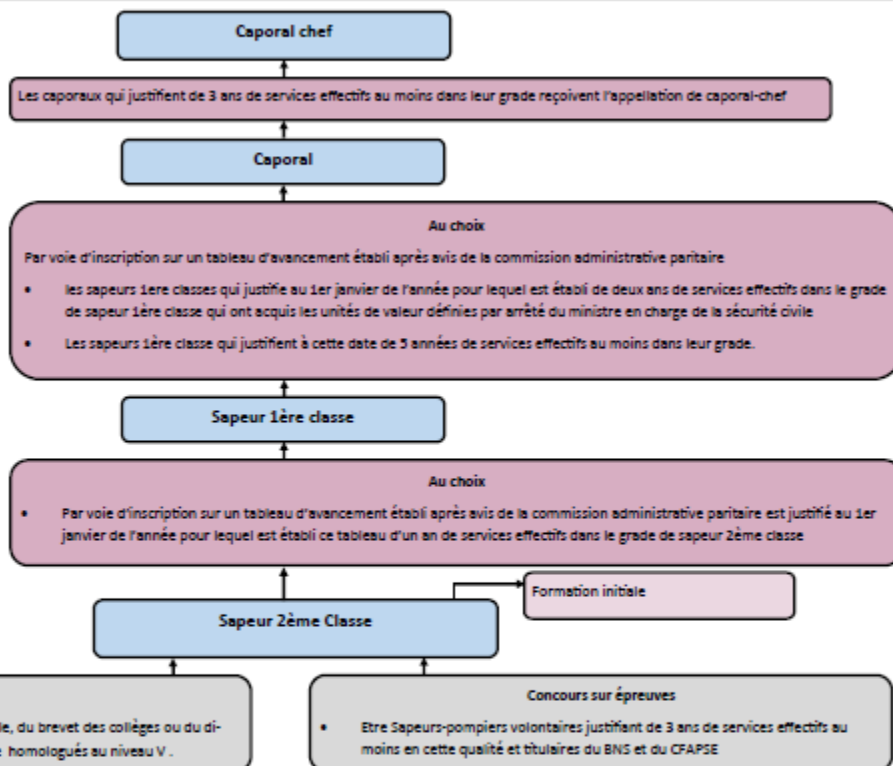 Caporal chef
Les caporaux qui justifient de 3 ans de services effectifs au moins dans leur grade reçoivent l'appellation de caporal-chef
Caporal
Au choix
Par voie d'inscription sur un tableau d'avancement établi après avis de la commission administrative paritaire
• les sapeurs 1ere classes qui justifie au 1er janvier de l'année pour lequel est établi de deux ans de services effectifs dans le grade
de sapeur 1ère classe qui ont acquis les unités de valeur définies par arrêté du ministre en charge de la sécurité civile
• Les sapeurs 1ère classe qui justifient à cette date de 5 années de services effectifs au moins dans leur grade.
Sapeur 1ère classe
Au choix
• Par voie d'inscription sur un tableau d'avancement établi après avis de la commission administrative paritaire est justifié au 1er
janvier de l'année pour lequel est établi ce tableau d'un an de services effectifs dans le grade de sapeur 2ème classe
Formation initiale
Sapeur 2ème Classe
le, du brevet des collèges ou du di-
homologués au niveau V .
Concours sur épreuves
• Etre Sapeurs-pompiers volontaires justifiant de 3 ans de services effectifs au
moins en cette qualité et titulaires du BNS et du CFAPSE